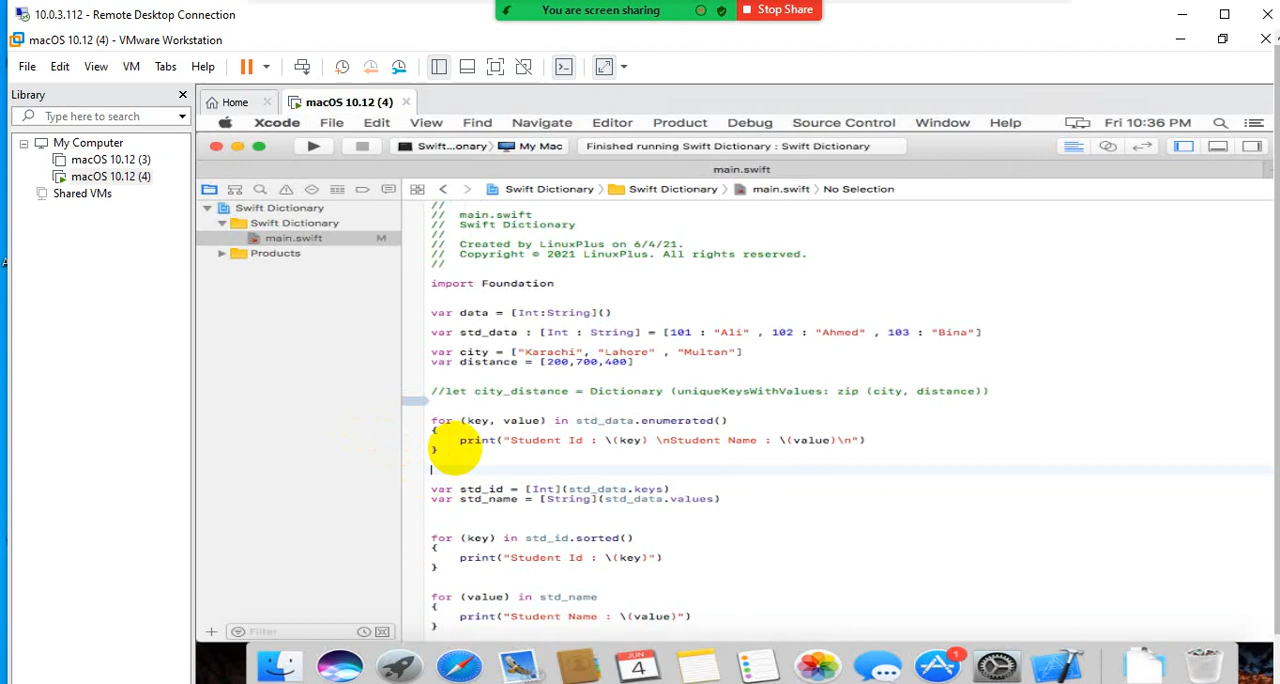 10.0.3.112 - Remote Desktop Connection
You are screen sharing
Stop Share
macOS 10.12 (4) - VMware Workstation
File Edit View VM Tabs Help
Library
Home
macOS 10.12 (4)
Type here to search
Xcode File Edit View Find Navigate Editor Product Debug Source Control Window Help Fri 10:36 PM
My Computer
macOS 10.12 (3)
macOS 10.12 (4)
Shared VMs
Swift...onary My Mac
Finished running Swift Dictionary : Swift Dictionary
main.swift
Swift Dictionary Swift Dictionary main.swift No Selection
Swift Dictionary
Swift Dictionary
main.swift M
Products
//
// main.swift
// Swift Dictionary
//
// Created by LinuxPlus on 6/4/21.
// Copyright © 2021 LinuxPlus. All rights reserved.
//
import Foundation
var data = [Int:String]()
var std_data : [Int : String] = [101 : "Ali" , 102 : "Ahmed" , 103 : "Bina"]
var city = ["Karachi", "Lahore" , "Multan"]
var distance = [200,700,400]
//let city_distance = Dictionary (uniqueKeysWithValues: zip (city, distance))
for (key, value) in std_data.enumerated()
{
print("Student Id : \(key) \nStudent Name : \(value)\n")
}
var std_id = [Int](std_data.keys)
var std_name = [String](std_data.values)
for (key) in std_id.sorted()
{
print("Student Id : \(key)")
}
for (value) in std_name
{
print("Student Name : \(value)")
}
Filter
JUN
4
1